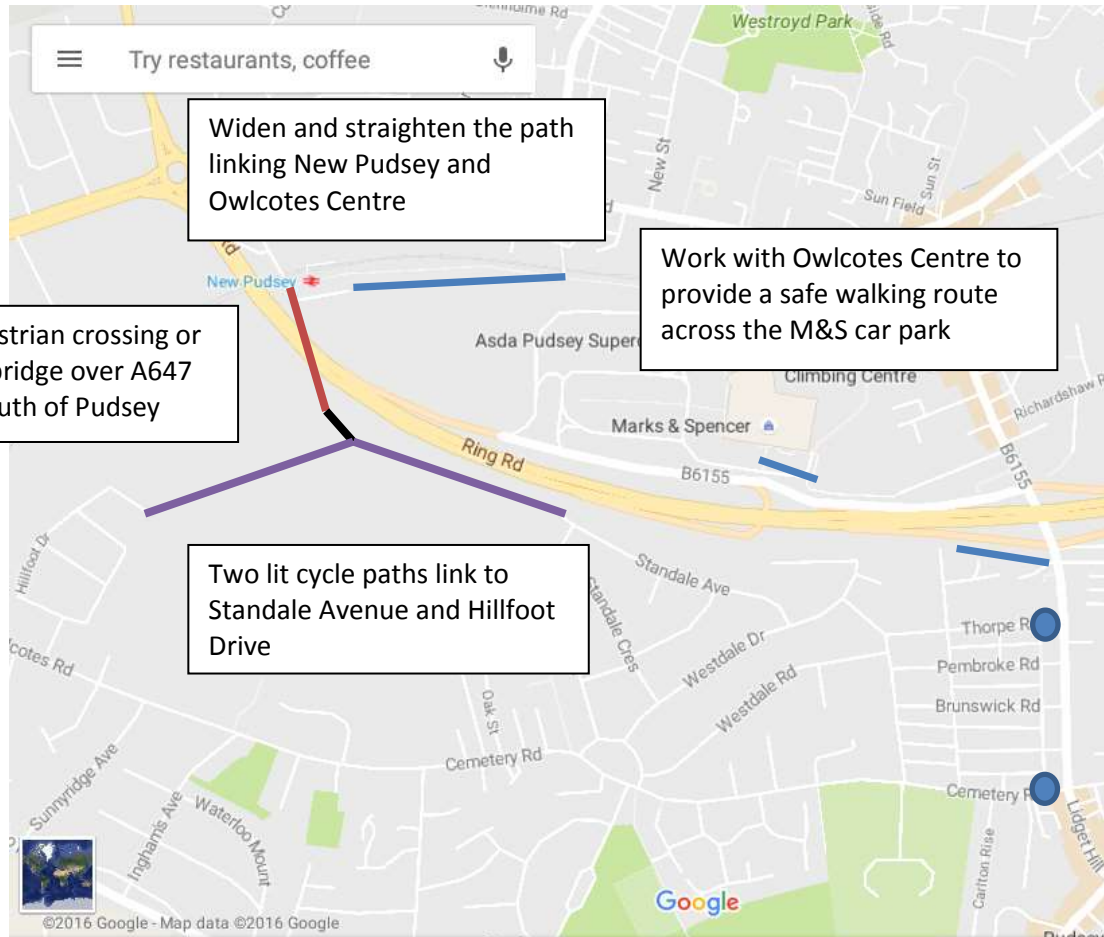 Glenholme Rd
Westroyd Park
Try restaurants, coffee
Widen and straighten the path
linking New Pudsey and
Owlcotes Centre
New St
Sun St
Sun Field
Work with Owlcotes Centre to
provide a safe walking route
across the M&S car park
New Pudsey
strian crossing or
bridge over A647
uth of Pudsey
Asda Pudsey Superc
Climbing Centre
Richardshaw R
Marks & Spencer
B6155
Ring Rd
B6155
Hillfoot Dr
Two lit cycle paths link to
Standale Avenue and Hillfoot
Drive
Standale Ave
Standale Cres
Thorpe R
Westdale Dr
Pembroke Rd
lcotes Rd
Westdale Rd
Brunswick Rd
Oak St
Cemetery Rd
Cemetery R
Sunnyridge Ave
Inghams Ave
Waterloo Mount
Lidget Hill
Carlton Rise
Google
©2016 Google - Map data ©2016 Google